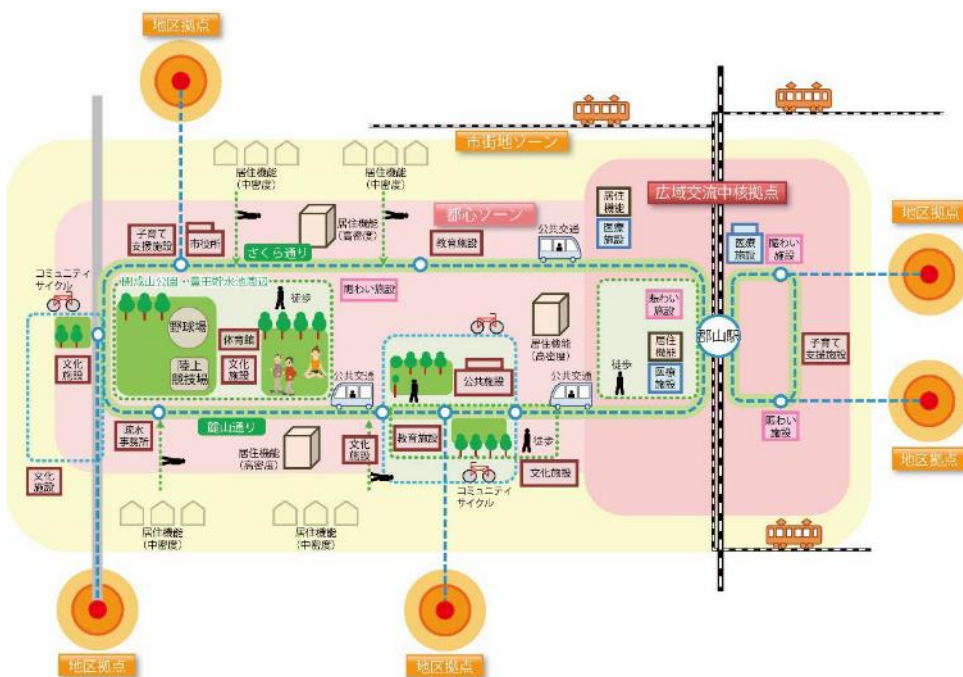 地区拠点
市街地ゾーン
居住機能
(中密度)
居住機能
(中密度)
広域交流中核拠点
居住
機能
医療
施設
地区拠点
都心ゾーン
子育て
支援施設
市役所
居住機能
(高密度)
教育施設
公共交通
医療
施設
賑わい
施設
さくら通り
コミュニティ
サイクル
開成山公園・豊田貯水池周辺
徒歩
賑わい施設
野球場
体育館
文化
施設
陸上
競技場
文化
施設
居住機能
(高密度)
賑わい
施設
居住
機能
医療
施設
徒歩
郡山駅
子育て
支援施設
公共交通
公共施設
公共交通
麓山通り
疏水
事務所
居住機能
(高密度)
文化
施設
教育施設
徒歩
文化施設
コミュニティ
サイクル
賑わい
施設
地区拠点
文化
施設
居住機能
(中密度)
居住機能
(中密度)
地区拠点
地区拠点